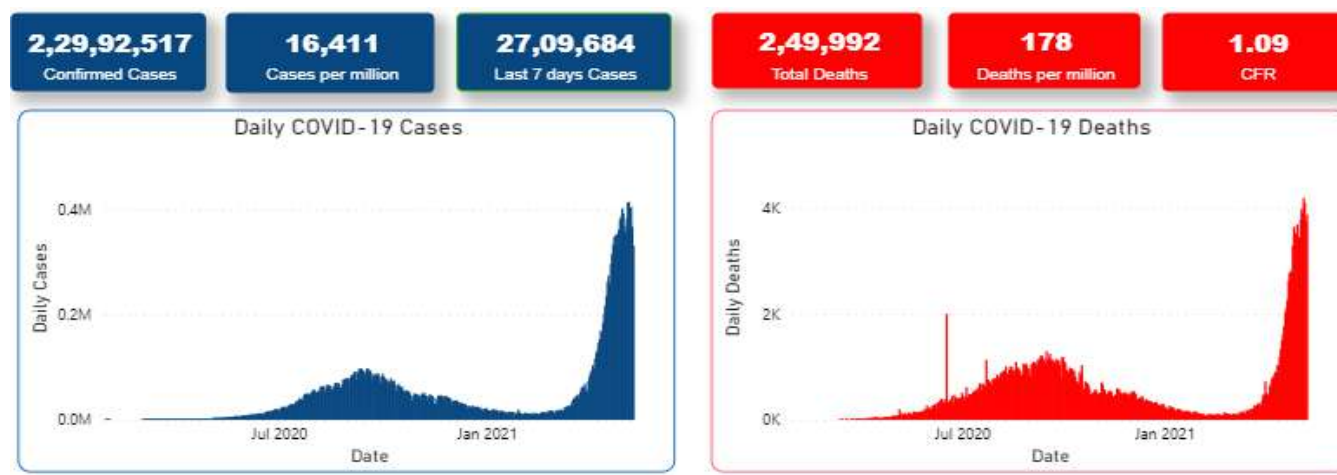 2,29,92,517
Confirmed Cases
16,411
Cases per million
27,09,684
Last 7 days Cases
2,49,992
Total Deaths
178
Deaths per million
1.09
CFR
Daily COVID-19 Cases
0.4M
0.2M
0.0M
Daily Cases
Jul 2020
Jan 2021
Date
Daily COVID-19 Deaths
4K
2K
0K
Daily Deaths
Jul 2020
Jan 2021
Date